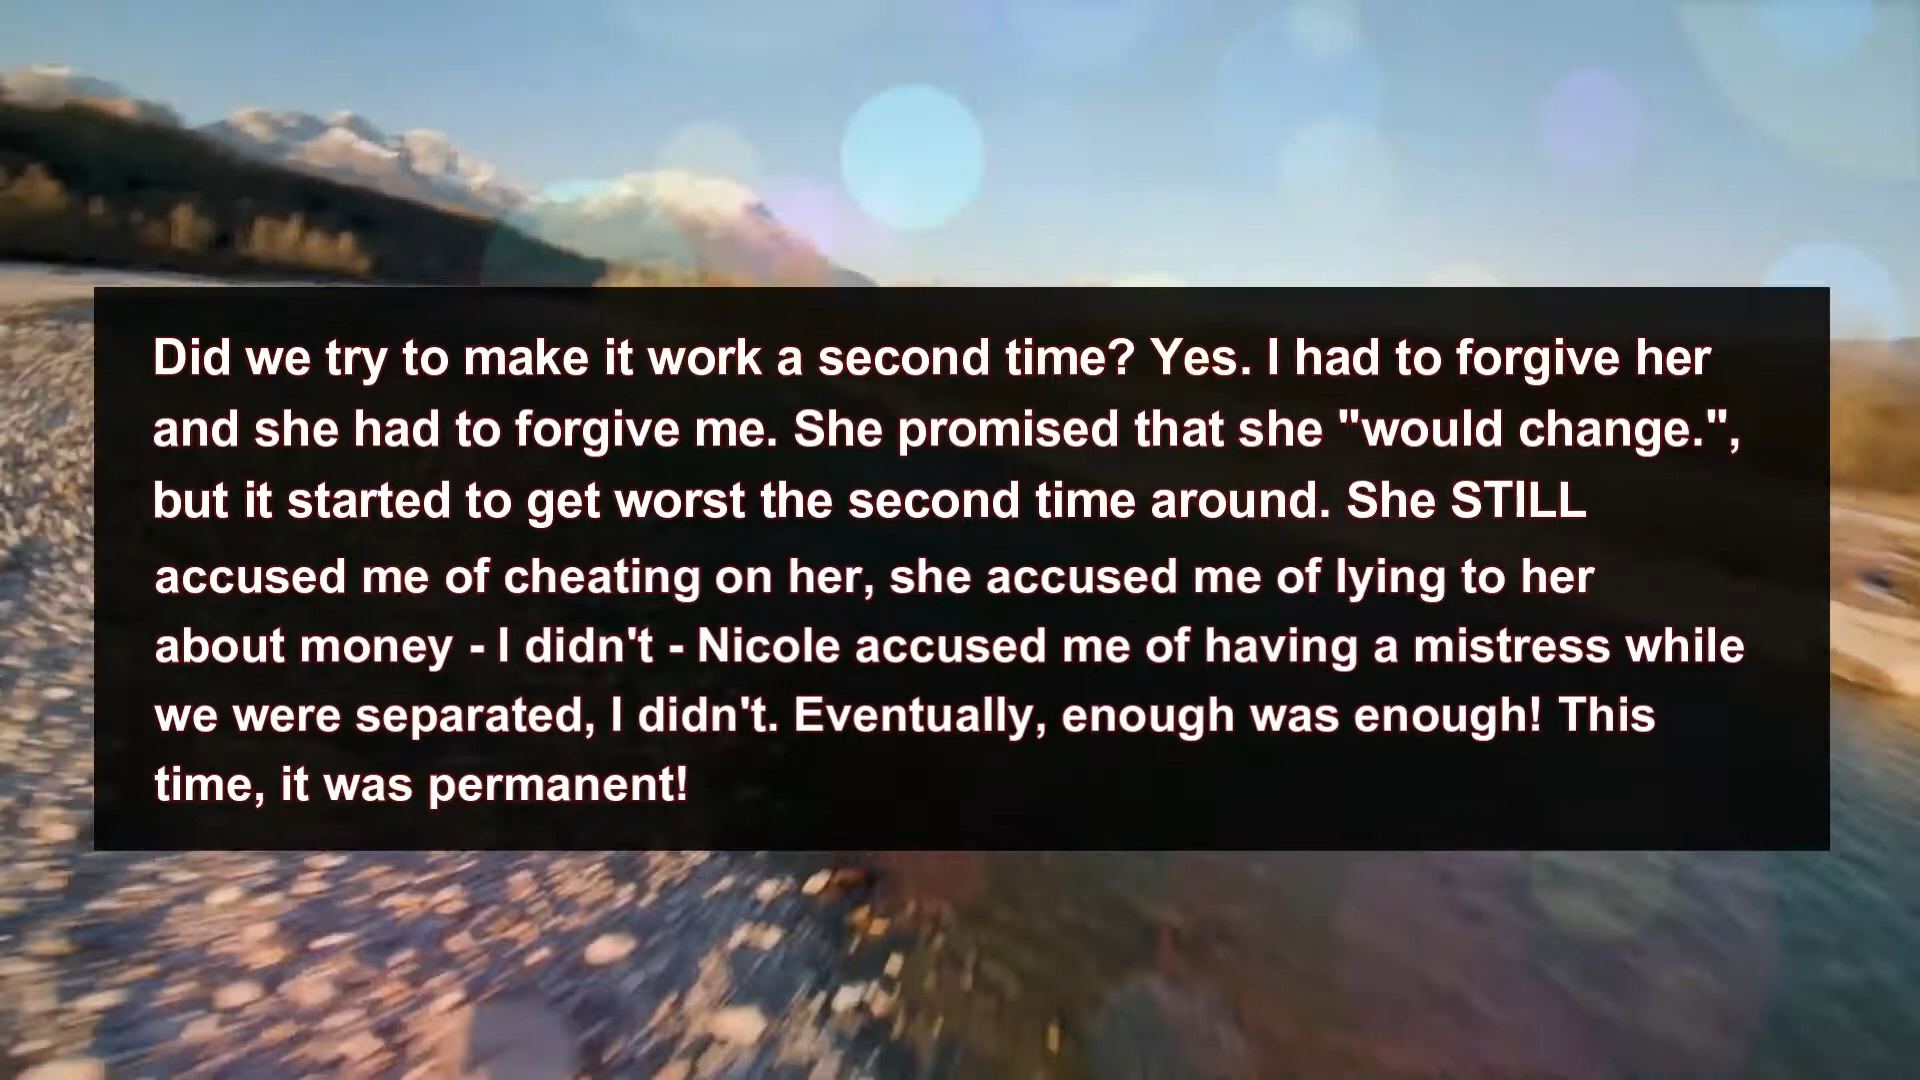 Did we try to make it work a second time? Yes. I had to forgive her
and she had to forgive me. She promised that she "would change.",
but it started to get worst the second time around. She STILL
accused me of cheating on her, she accused me of lying to her
about money - I didn't - Nicole accused me of having a mistress while
we were separated, I didn't. Eventually, enough was enough! This
time, it was permanent!